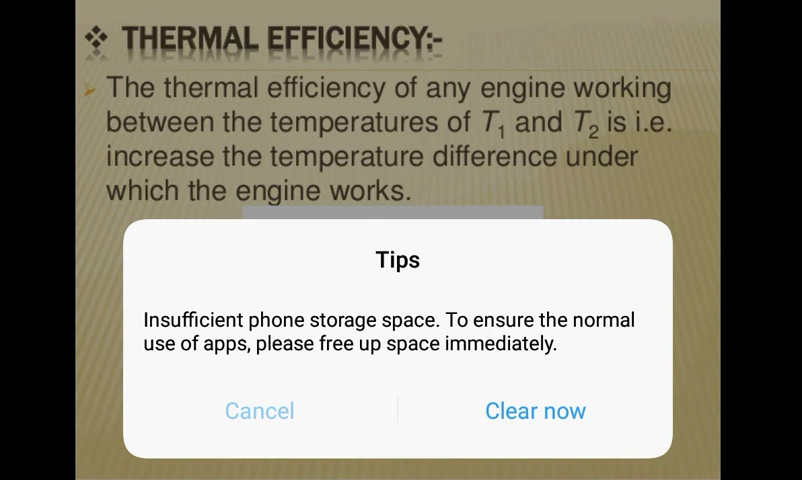 THERMAL EFFICIENCY:-
The thermal efficiency of any engine working
between the temperatures of T₁ and T₂ is i.e.
increase the temperature difference under
which the engine works.
Tips
Insufficient phone storage space. To ensure the normal
use of apps, please free up space immediately.
Cancel
Clear now